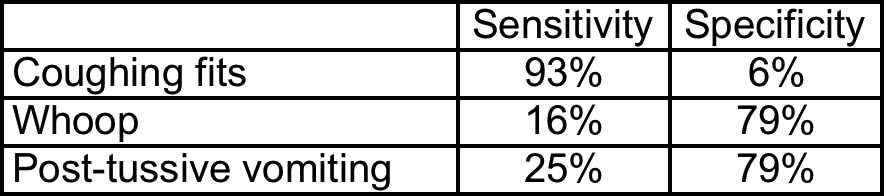 Sensitivity Specificity
Coughing fits 93% 6%
Whoop 16% 79%
Post-tussive vomiting 25% 79%